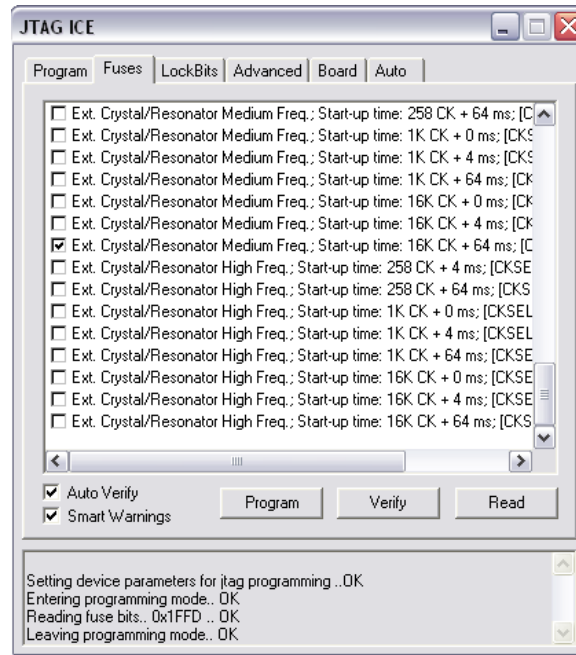 JTAG ICE
Program Fuses LockBits Advanced Board Auto
Ext. Crystal/Resonator Medium Freq.; Start-up time: 258 CK + 64 ms; [C
Ext. Crystal/Resonator Medium Freq.; Start-up time: 1K CK + 0 ms; [CKS
Ext. Crystal/Resonator Medium Freq.; Start-up time: 1K CK + 4 ms; [CKS
Ext. Crystal/Resonator Medium Freq.; Start-up time: 1K CK + 64 ms; [CK
Ext. Crystal/Resonator Medium Freq.; Start-up time: 16K CK + 0 ms; [CK
Ext. Crystal/Resonator Medium Freq.; Start-up time: 16K CK + 4 ms; [CK
Ext. Crystal/Resonator Medium Freq.; Start-up time: 16K CK + 64 ms; [C
Ext. Crystal/Resonator High Freq.; Start-up time: 258 CK + 4 ms; [CKSE
Ext. Crystal/Resonator High Freq.; Start-up time: 258 CK + 64 ms; [CKS
Ext. Crystal/Resonator High Freq.; Start-up time: 1K CK + 0 ms; [CKSEL
Ext. Crystal/Resonator High Freq.; Start-up time: 1K CK + 4 ms; [CKSEL
Ext. Crystal/Resonator High Freq.; Start-up time: 1K CK + 64 ms; [CKSE
Ext. Crystal/Resonator High Freq.; Start-up time: 16K CK + 0 ms; [CKSE
Ext. Crystal/Resonator High Freq.; Start-up time: 16K CK + 4 ms; [CKSE
Ext. Crystal/Resonator High Freq.; Start-up time: 16K CK + 64 ms; [CKS
Auto Verify
Smart Warnings
Program Verify Read
Setting device parameters for jtag programming ..OK
Entering programming mode.. OK
Reading fuse bits.. 0x1FFD .. OK
Leaving programming mode.. OK